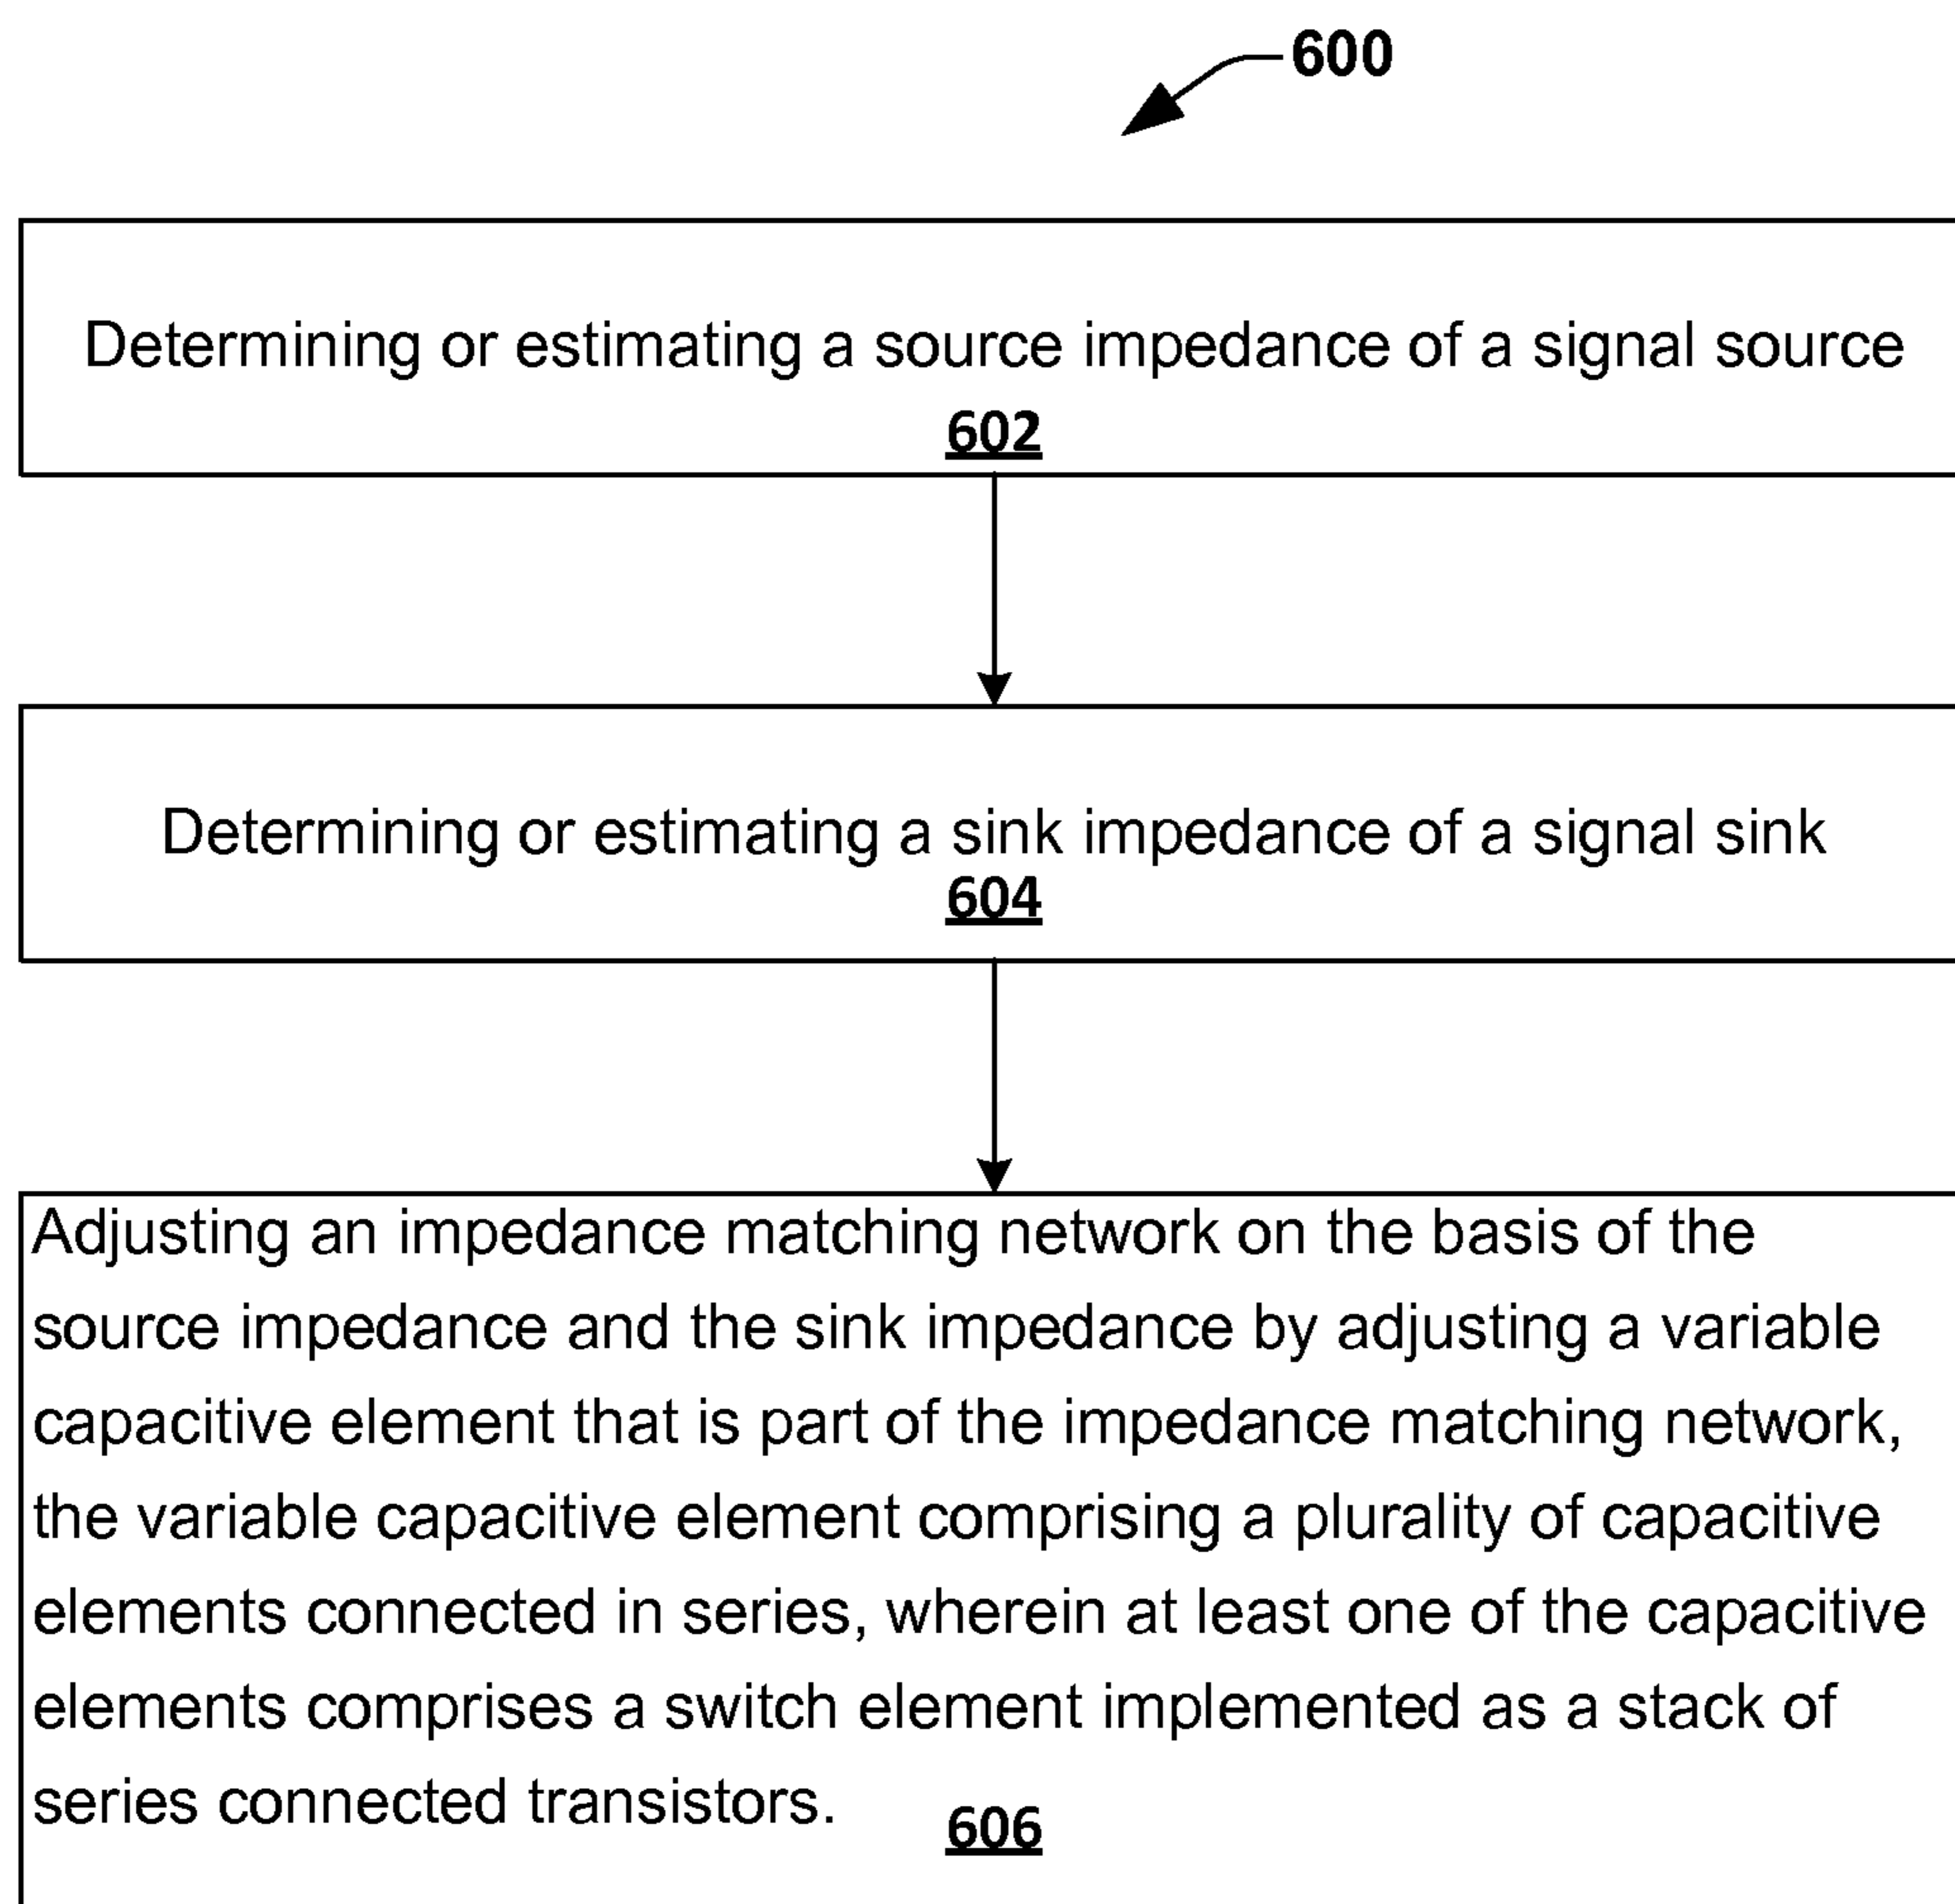 600
Determining or estimating a source impedance of a signal source
602
Determining or estimating a sink impedance of a signal sink
604
Adjusting an impedance matching network on the basis of the
source impedance and the sink impedance by adjusting a variable
capacitive element that is part of the impedance matching network,
the variable capacitive element comprising a plurality of capacitive
elements connected in series, wherein at least one of the capacitive
elements comprises a switch element implemented as a stack of
series connected transistors.
606